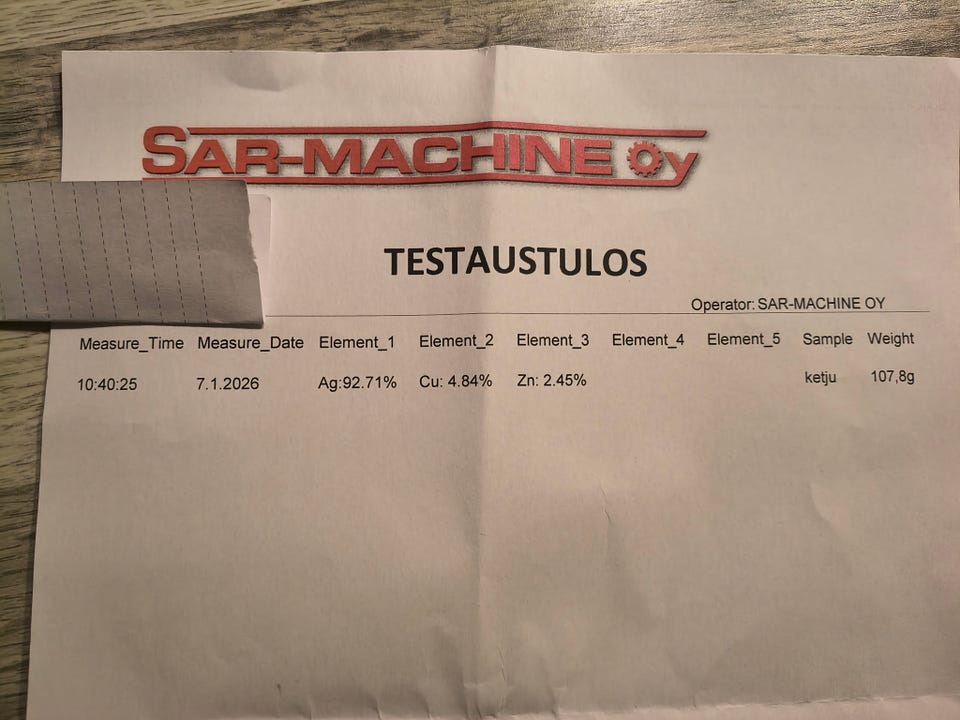 SAR-MACHINE Oy
TESTAUSTULOS
Operator: SAR-MACHINE OY
Measure_Time Measure_Date Element_1 Element_2 Element_3 Element_4 Element_5 Sample Weight
10:40:25 7.1.2026 Ag:92.71% Cu: 4.84% Zn: 2.45% ketju 107,8g